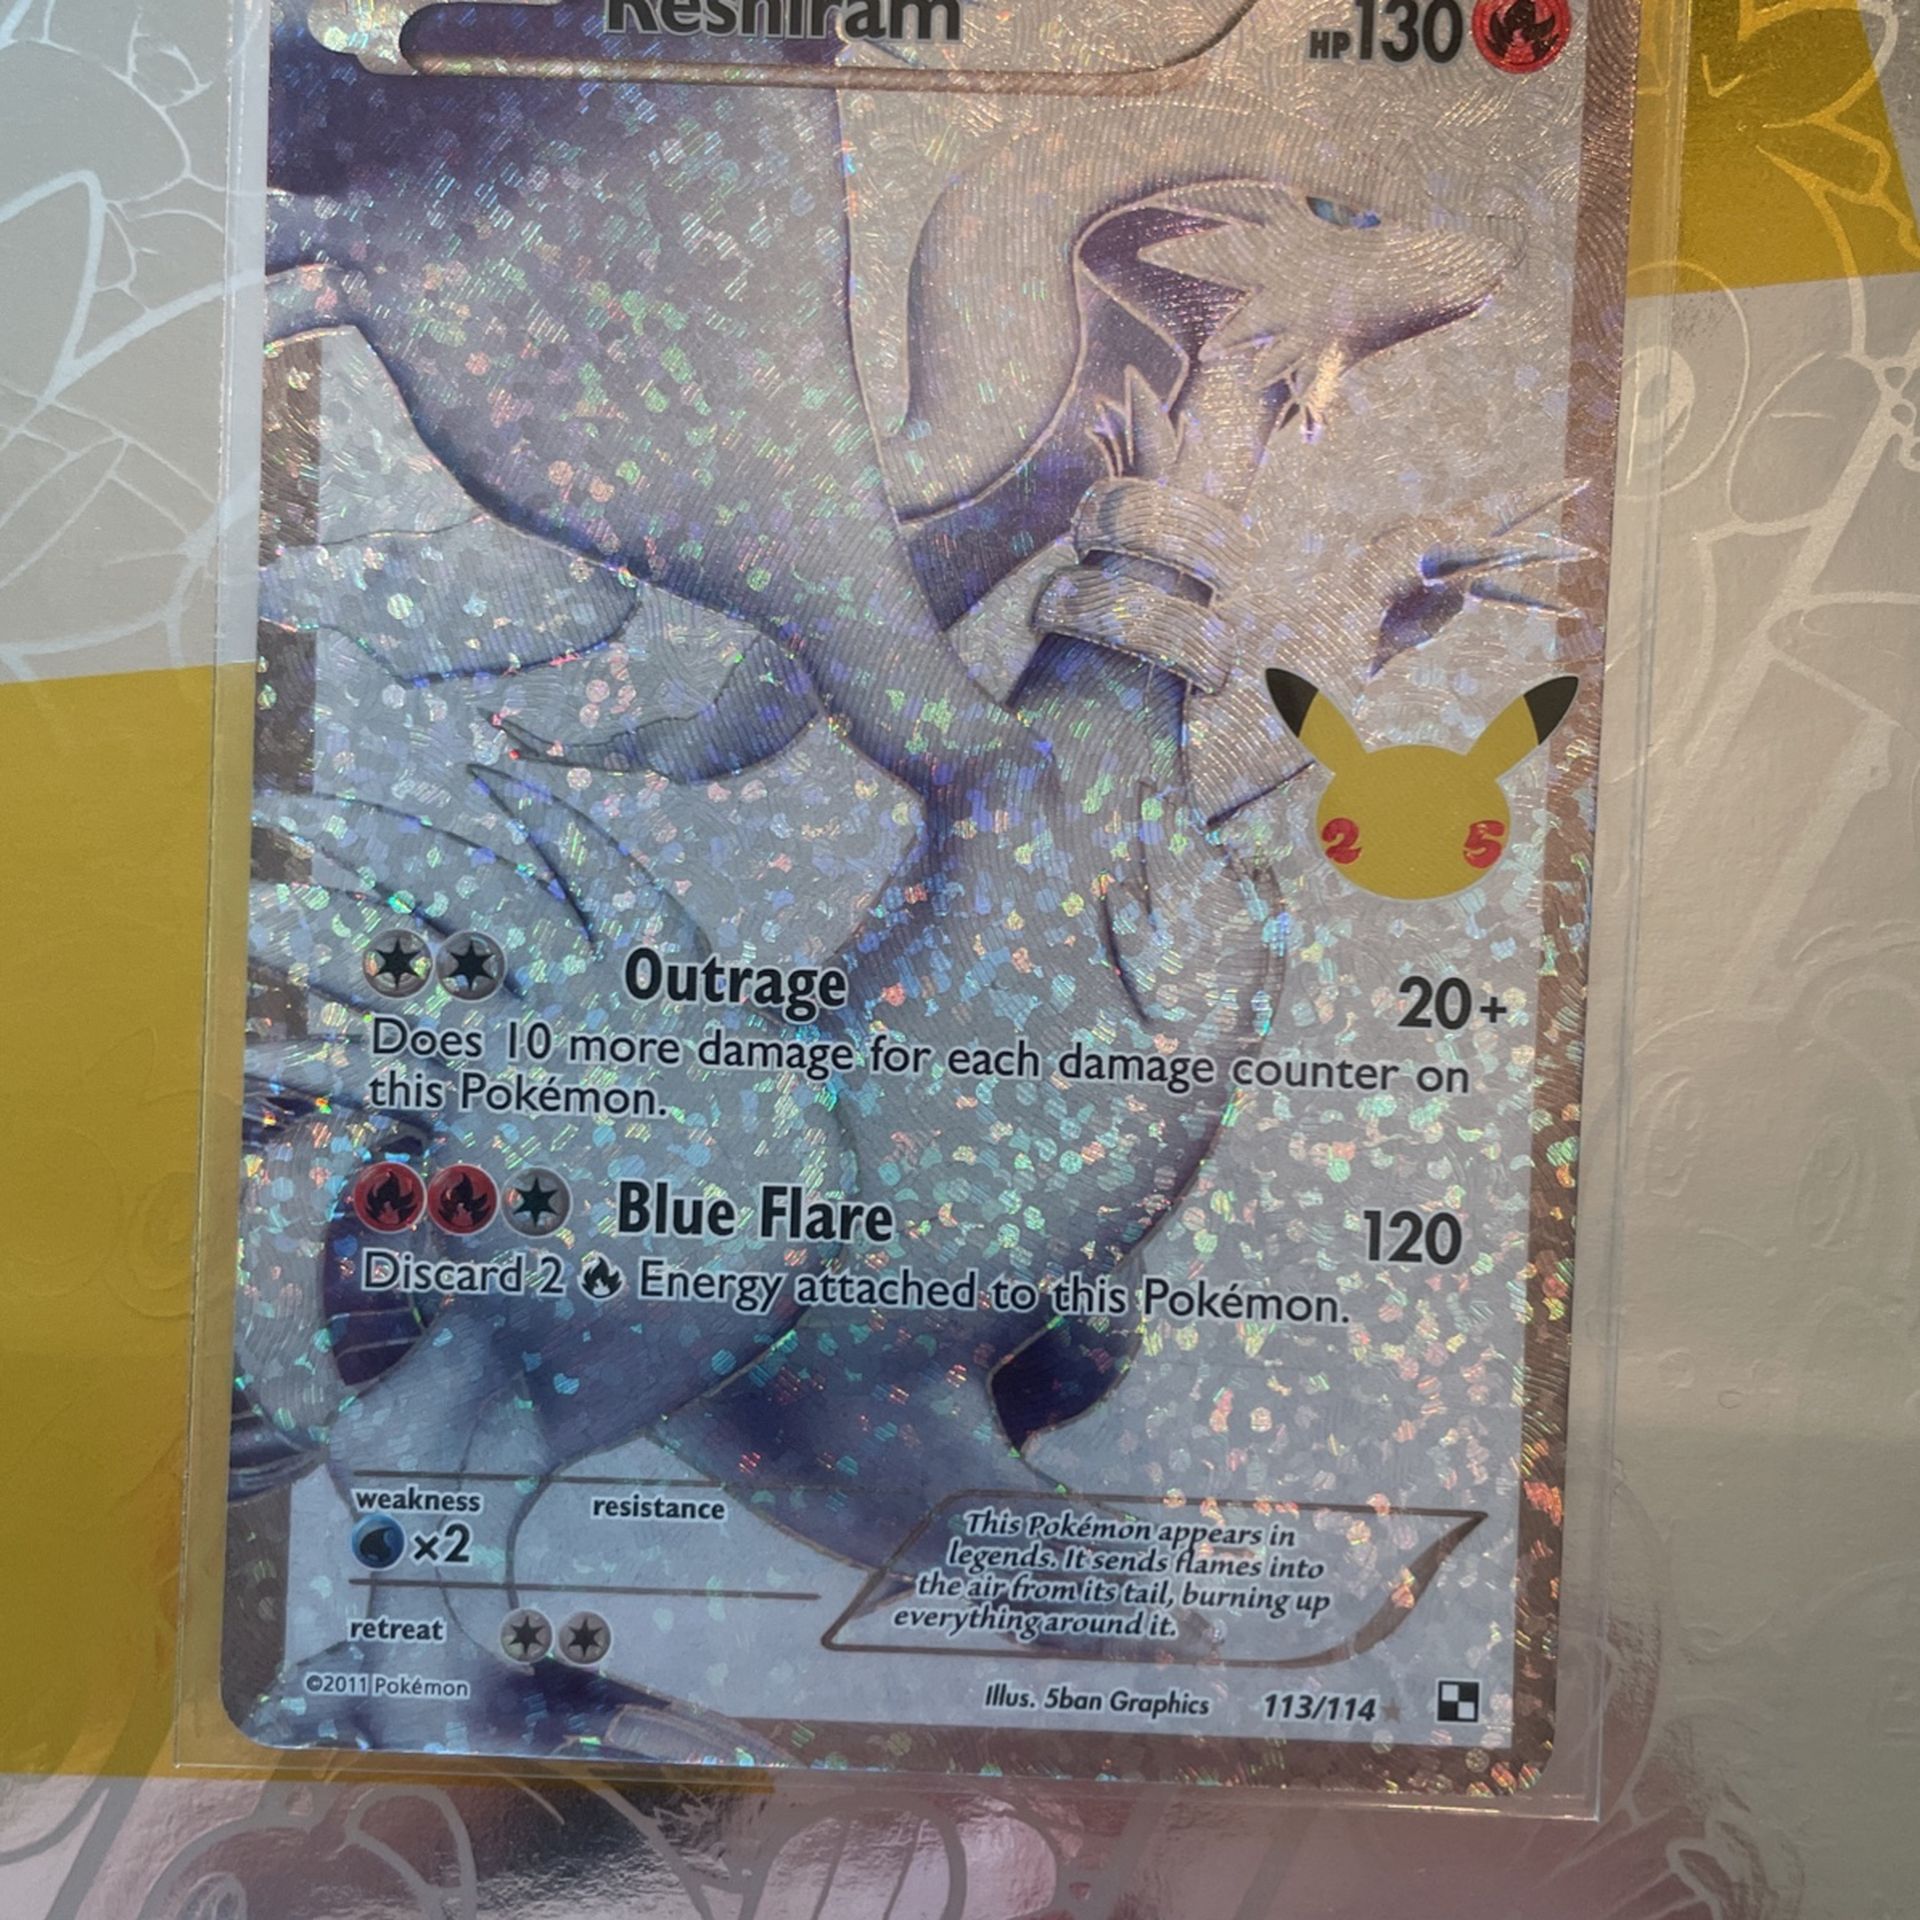 Reshiram HP130
2 5
Outrage 20+
Does 10 more damage for each damage counter on
this Pokémon.
Blue Flare 120
Discard 2 Energy attached to this Pokémon.
weakness resistance
×2
This Pokémon appears in
legends. It sends flames into
the air from its tail, burning up
everything around it.
retreat
©2011 Pokémon Illus. 5ban Graphics 113/114 ★